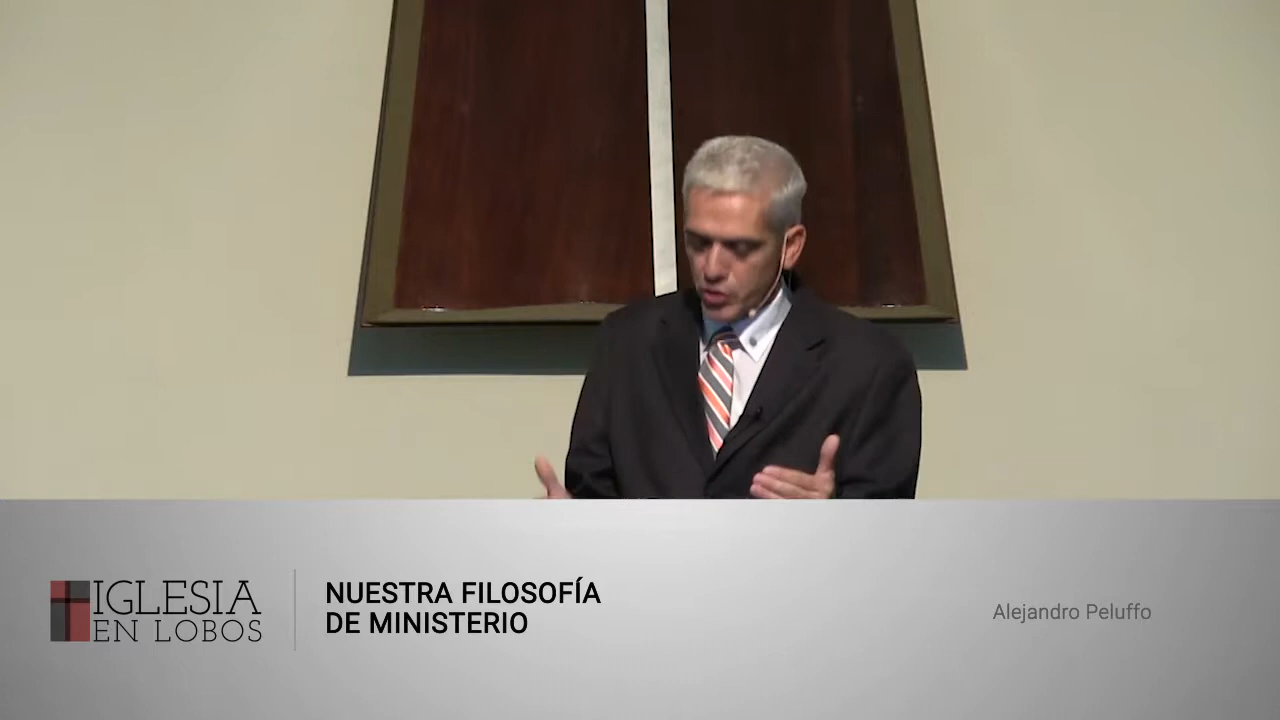 IGLESIA
EN LOBOS
NUESTRA FILOSOFÍA
DE MINISTERIO
Alejandro Peluffo